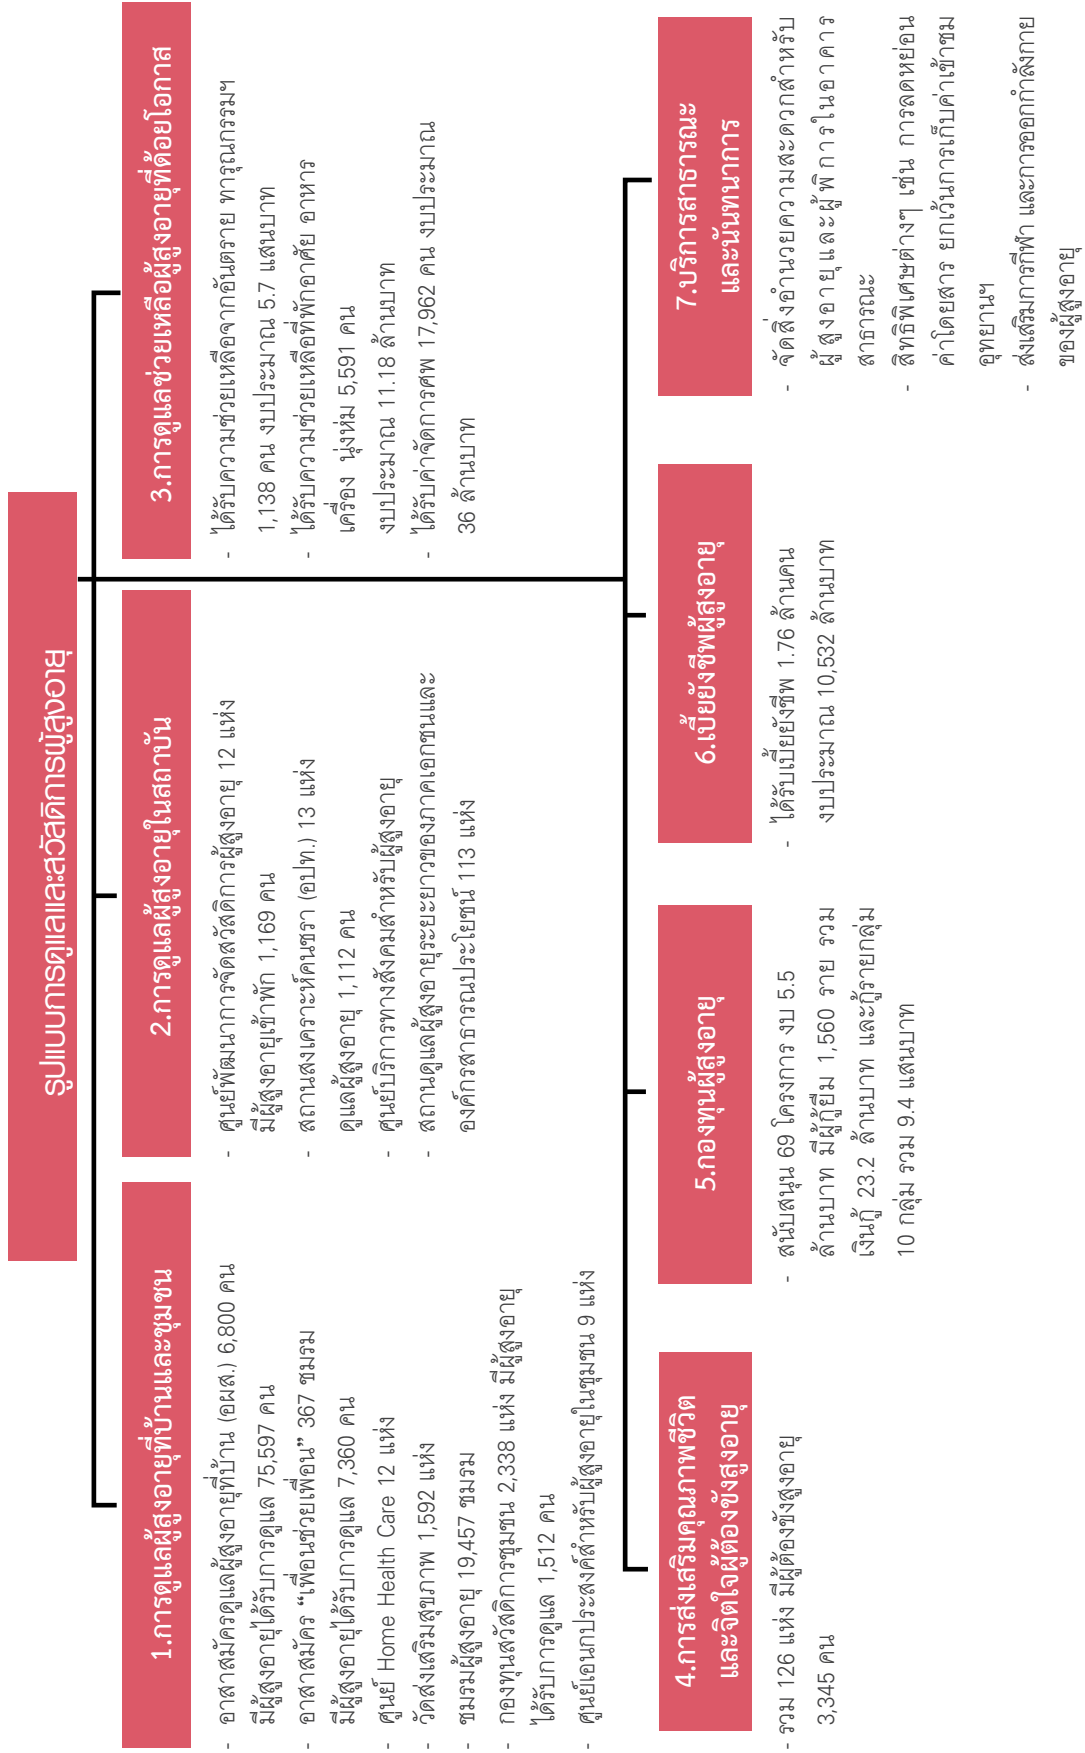 รูปแบบการดูแลและสวัสดิการผู้สูงอายุ
1.การดูแลผู้สูงอายุที่บ้านและชุมชน
- อาสาสมัครดูแลผู้สูงอายุที่บ้าน (อผส.) 6,800 คน
มีผู้สูงอายุได้รับการดูแล 75,597 คน
- อาสาสมัคร “เพื่อนช่วยเพื่อน” 367 ชมรม
มีผู้สูงอายุได้รับการดูแล 7,360 คน
- ศูนย์ Home Health Care 12 แห่ง
- วัดส่งเสริมสุขภาพ 1,592 แห่ง
- ชมรมผู้สูงอายุ 19,457 ชมรม
- กองทุนสวัสดิการชุมชน 2,338 แห่ง มีผู้สูงอายุ
ได้รับการดูแล 1,512 คน
- ศูนย์เอนกประสงค์สำหรับผู้สูงอายุในชุมชน 9 แห่ง
2.การดูแลผู้สูงอายุในสถาบัน
- ศูนย์พัฒนาการจัดสวัสดิการผู้สูงอายุ 12 แห่ง
มีผู้สูงอายุเข้าพัก 1,169 คน
- สถานสงเคราะห์คนชรา (อปท.) 13 แห่ง
ดูแลผู้สูงอายุ 1,112 คน
- ศูนย์บริการทางสังคมสำหรับผู้สูงอายุ
- สถานดูแลผู้สูงอายุระยะยาวของภาคเอกชนและ
องค์กรสาธารณประโยชน์ 113 แห่ง
3.การดูแลช่วยเหลือผู้สูงอายุที่ด้อยโอกาส
- ได้รับความช่วยเหลือจากอันตราย ทารุณกรรมฯ
1,138 คน งบประมาณ 5.7 แสนบาท
- ได้รับความช่วยเหลือที่พักอาศัย อาหาร
เครื่อง นุ่งห่ม 5,591 คน
งบประมาณ 11.18 ล้านบาท
- ได้รับค่าจัดการศพ 17,962 คน งบประมาณ
36 ล้านบาท
4.การส่งเสริมคุณภาพชีวิต
และจิตใจผู้ต้องขังสูงอายุ
- รวม 126 แห่ง มีผู้ต้องขังสูงอายุ
3,345 คน
5.กองทุนผู้สูงอายุ
- สนับสนุน 69 โครงการ งบ 5.5
ล้านบาท มีผู้กู้ยืม 1,560 ราย รวม
เงินกู้ 23.2 ล้านบาท และกู้รายกลุ่ม
10 กลุ่ม รวม 9.4 แสนบาท
6.เบี้ยยังชีพผู้สูงอายุ
- ได้รับเบี้ยยังชีพ 1.76 ล้านคน
งบประมาณ 10,532 ล้านบาท
7.บริการสาธารณะ
และนันทนาการ
- จัดสิ่งอำนวยความสะดวกสำหรับ
ผู้สูงอายุและผู้พิการในอาคาร
สาธารณะ
- สิทธิพิเศษต่างๆ เช่น การลดหย่อน
ค่าโดยสาร ยกเว้นการเก็บค่าเข้าชม
อุทยานฯ
- ส่งเสริมการกีฬา และการออกกำลังกาย
ของผู้สูงอายุ